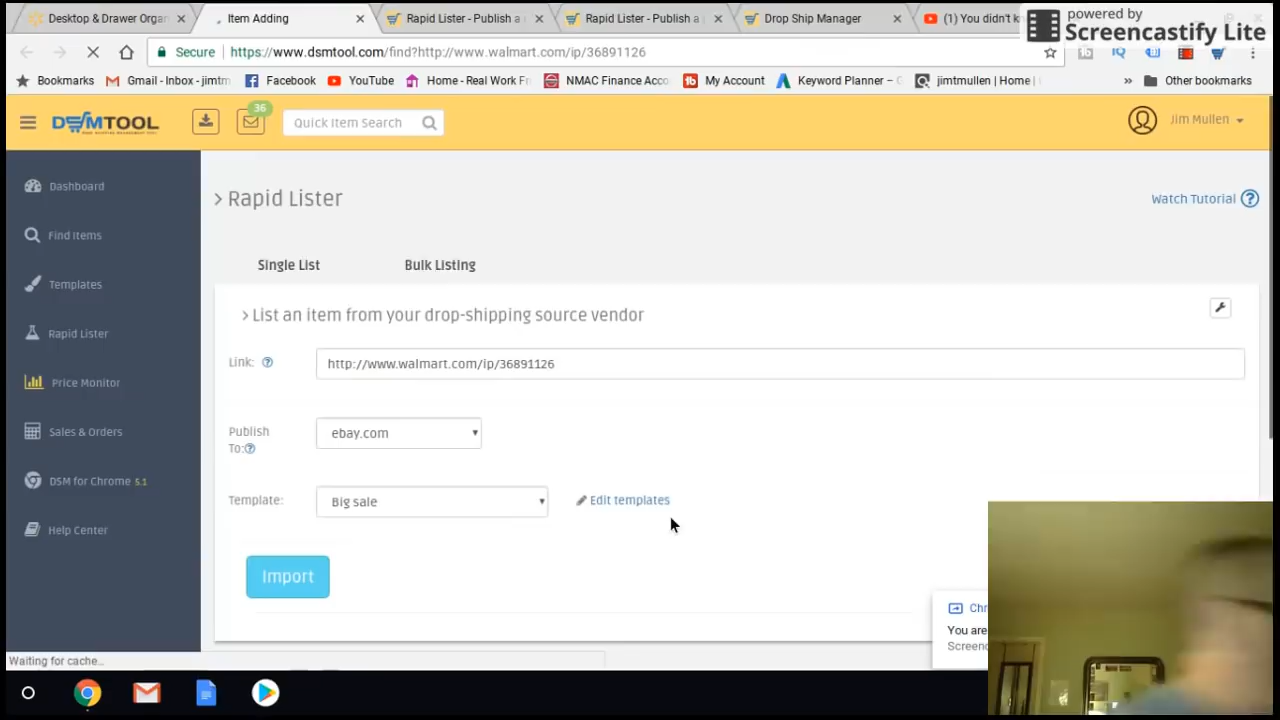 Desktop & Drawer Organ
Item Adding
Rapid Lister - Publish a
Rapid Lister - Publish a
Drop Ship Manager
(1) You didn't kn
powered by
Screencastify Lite
Secure https://www.dsmtool.com/find?http://www.walmart.com/ip/36891126
Bookmarks Gmail - Inbox - jimtm Facebook YouTube Home - Real Work Fr NMAC Finance Acco My Account Keyword Planner – G jimtmullen | Home | » Other bookmarks
DSMTOOL
36
Quick Item Search
Jim Mullen
Dashboard
Find Items
Templates
Rapid Lister
Price Monitor
Sales & Orders
DSM for Chrome 5.1
Help Center
> Rapid Lister
Watch Tutorial ?
Single List Bulk Listing
> List an item from your drop-shipping source vendor
Link: ? http://www.walmart.com/ip/36891126
Publish To: ? ebay.com
Template: Big sale Edit templates
Import
Chr
You are
Screenc
Waiting for cache...